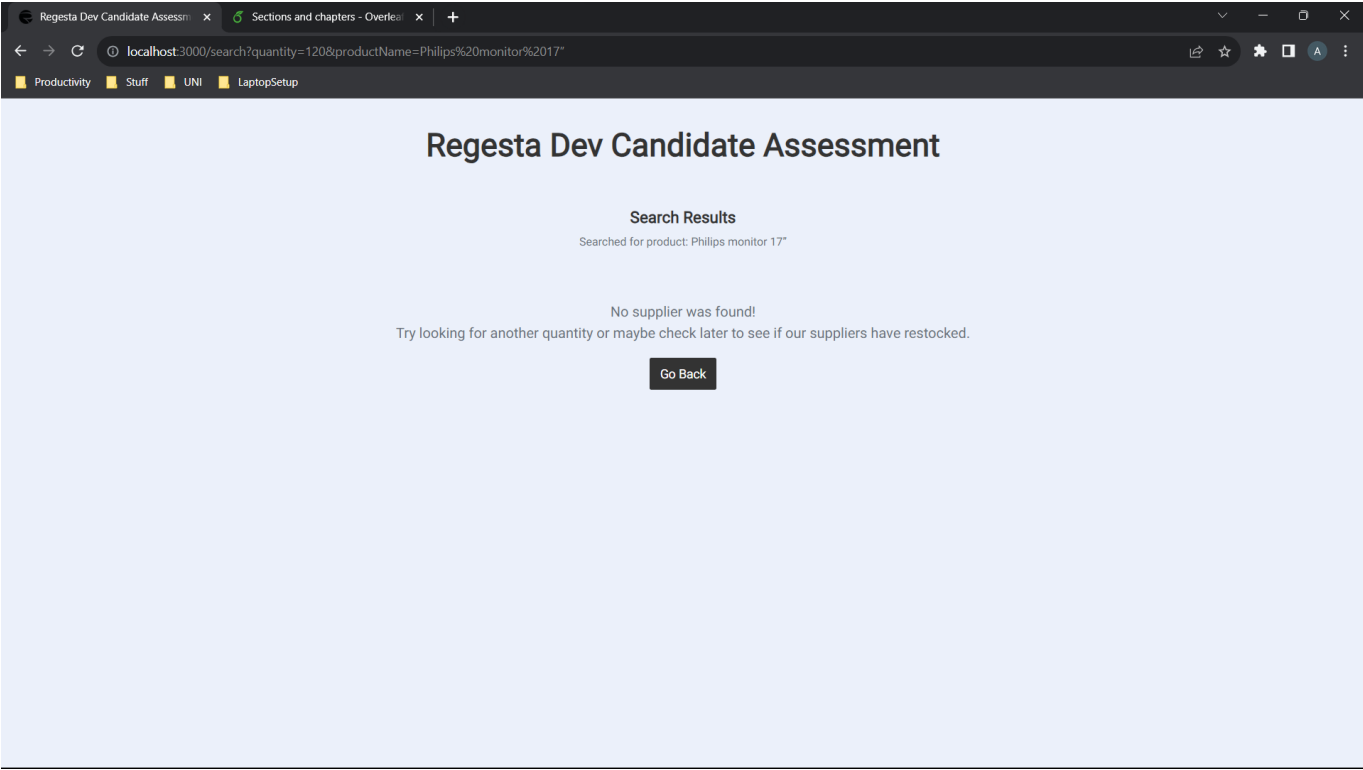 Regesta Dev Candidate Assessm
Sections and chapters - Overlea
localhost:3000/search?quantity=120&productName=Philips%20monitor%2017”
A
Productivity Stuff UNI LaptopSetup
Regesta Dev Candidate Assessment
Search Results
Searched for product: Philips monitor 17”
No supplier was found!
Try looking for another quantity or maybe check later to see if our suppliers have restocked.
Go Back